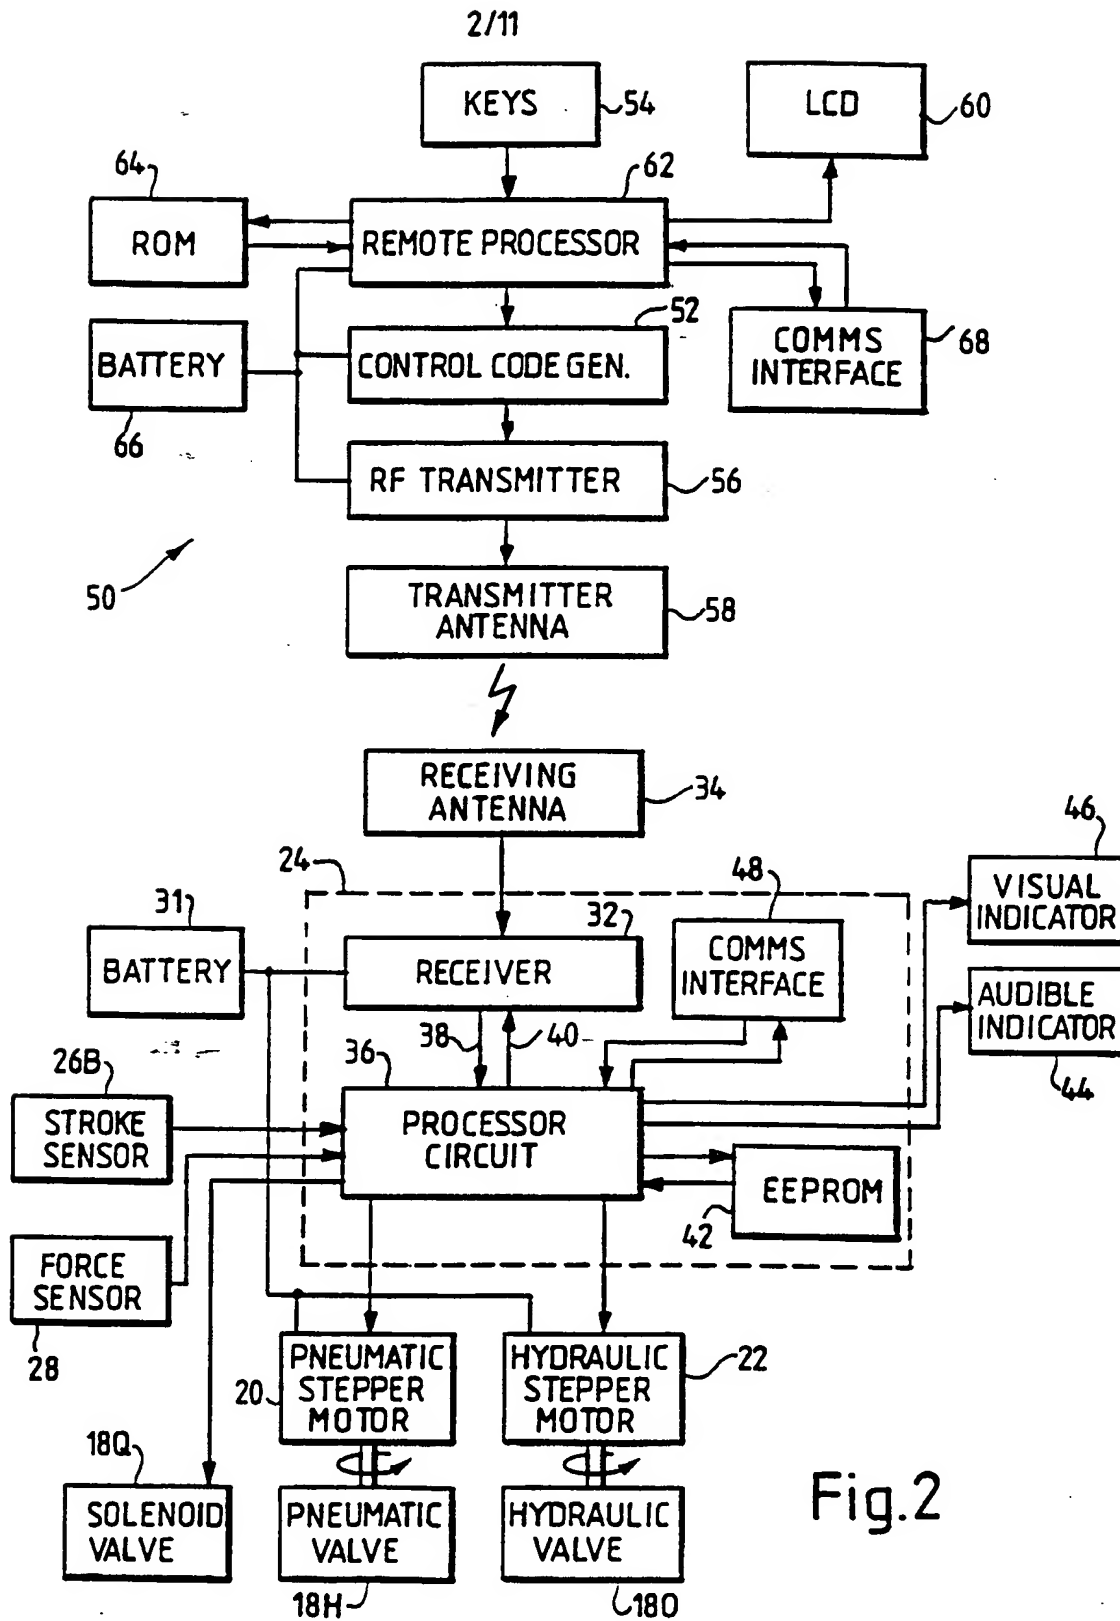 2/11
KEYS
54
LCD
60
64
ROM
62
REMOTE PROCESSOR
BATTERY
66
52
CONTROL CODE GEN.
COMMS
INTERFACE
68
RF TRANSMITTER
56
50
TRANSMITTER
ANTENNA
58
RECEIVING
ANTENNA
34
24
48
46
VISUAL
INDICATOR
31
BATTERY
32
RECEIVER
COMMS
INTERFACE
AUDIBLE
INDICATOR
44
38
40
36
26B
STROKE
SENSOR
PROCESSOR
CIRCUIT
EEPROM
42
FORCE
SENSOR
28
PNEUMATIC
STEPPER
MOTOR
20
HYDRAULIC
STEPPER
MOTOR
22
18Q
SOLENOID
VALVE
PNEUMATIC
VALVE
18H
HYDRAULIC
VALVE
180
Fig.2